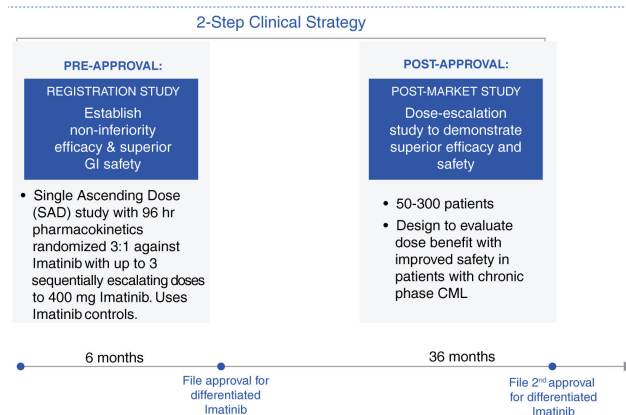 2-Step Clinical Strategy
PRE-APPROVAL:
REGISTRATION STUDY
Establish
non-inferiority
efficacy & superior
GI safety
• Single Ascending Dose
(SAD) study with 96 hr
pharmacokinetics
randomized 3:1 against
Imatinib with up to 3
sequentially escalating doses
to 400 mg Imatinib. Uses
Imatinib controls.
POST-APPROVAL:
POST-MARKET STUDY
Dose-escalation
study to demonstrate
superior efficacy and
safety
• 50-300 patients
• Design to evaluate
dose benefit with
improved safety in
patients with chronic
phase CML
6 months
36 months
File approval for
differentiated
Imatinib
File 2nd approval
for differentiated
Imatinib